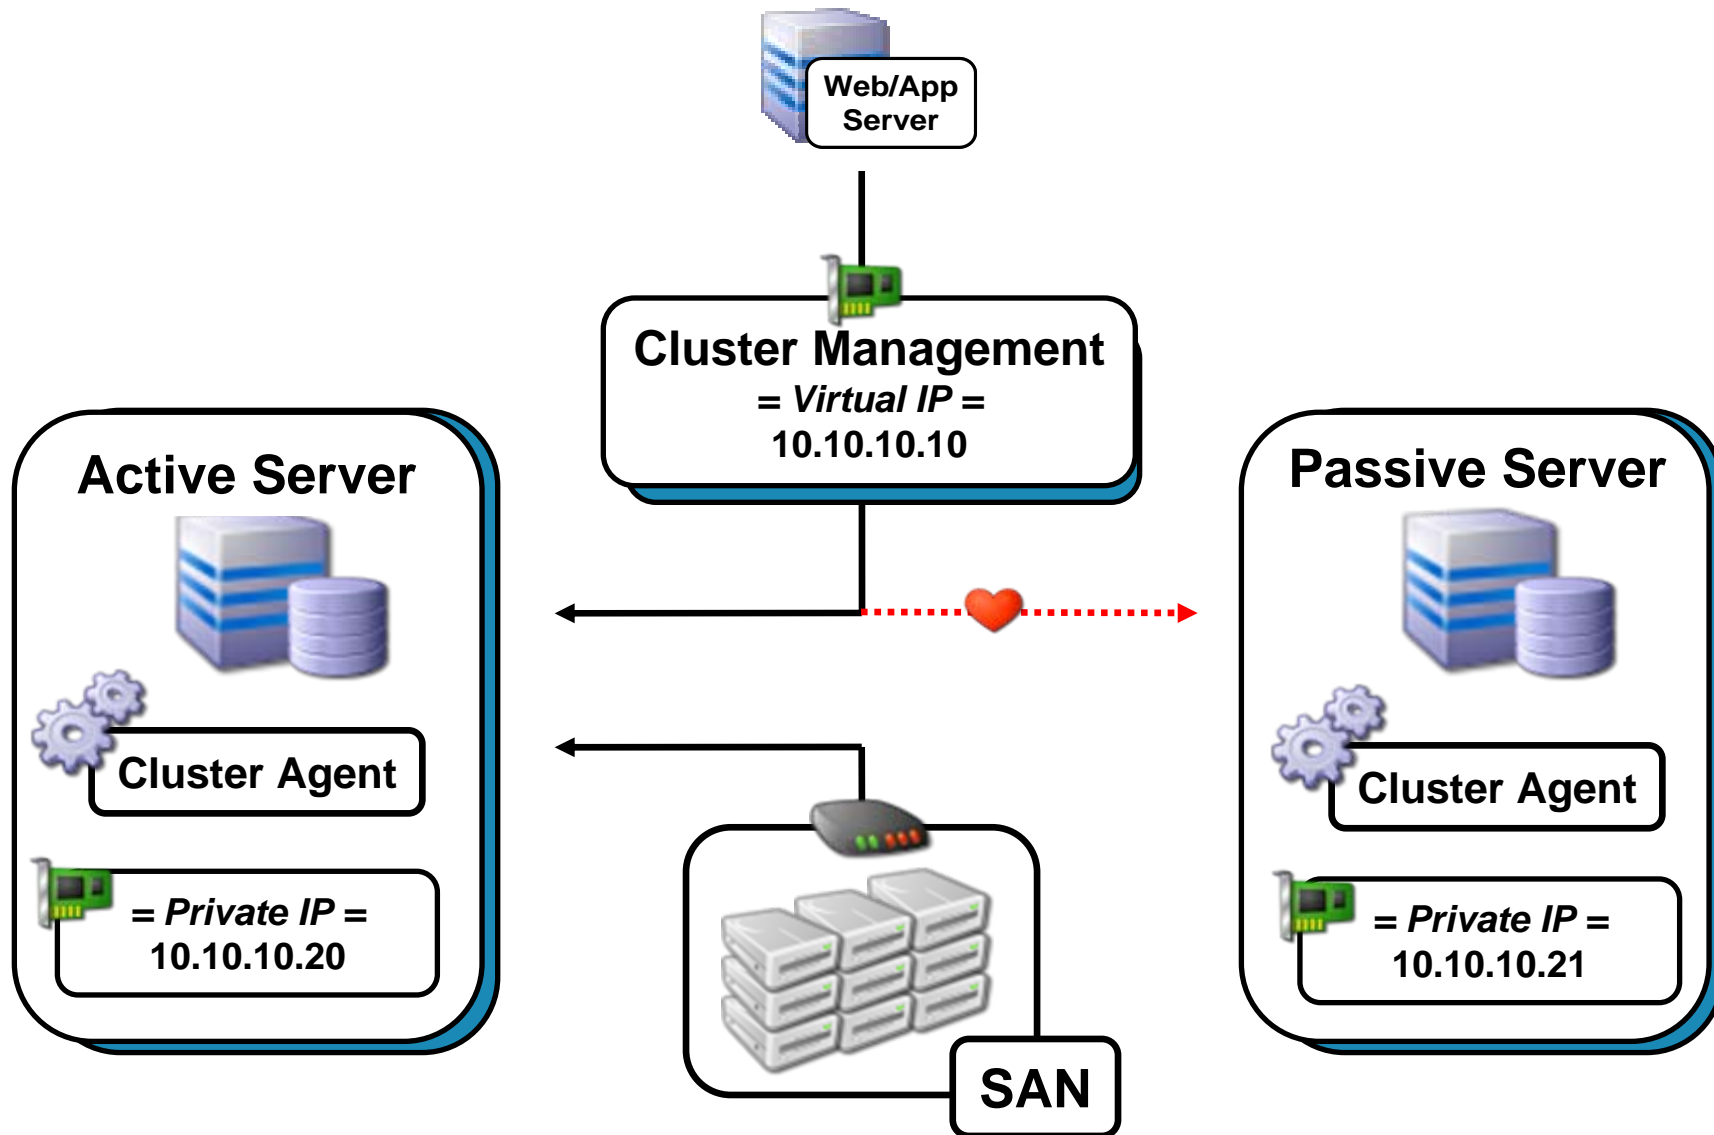 Web/App
Server
Cluster Management
= Virtual IP =
10.10.10.10
Active Server
Cluster Agent
= Private IP =
10.10.10.20
Passive Server
Cluster Agent
= Private IP =
10.10.10.21
SAN